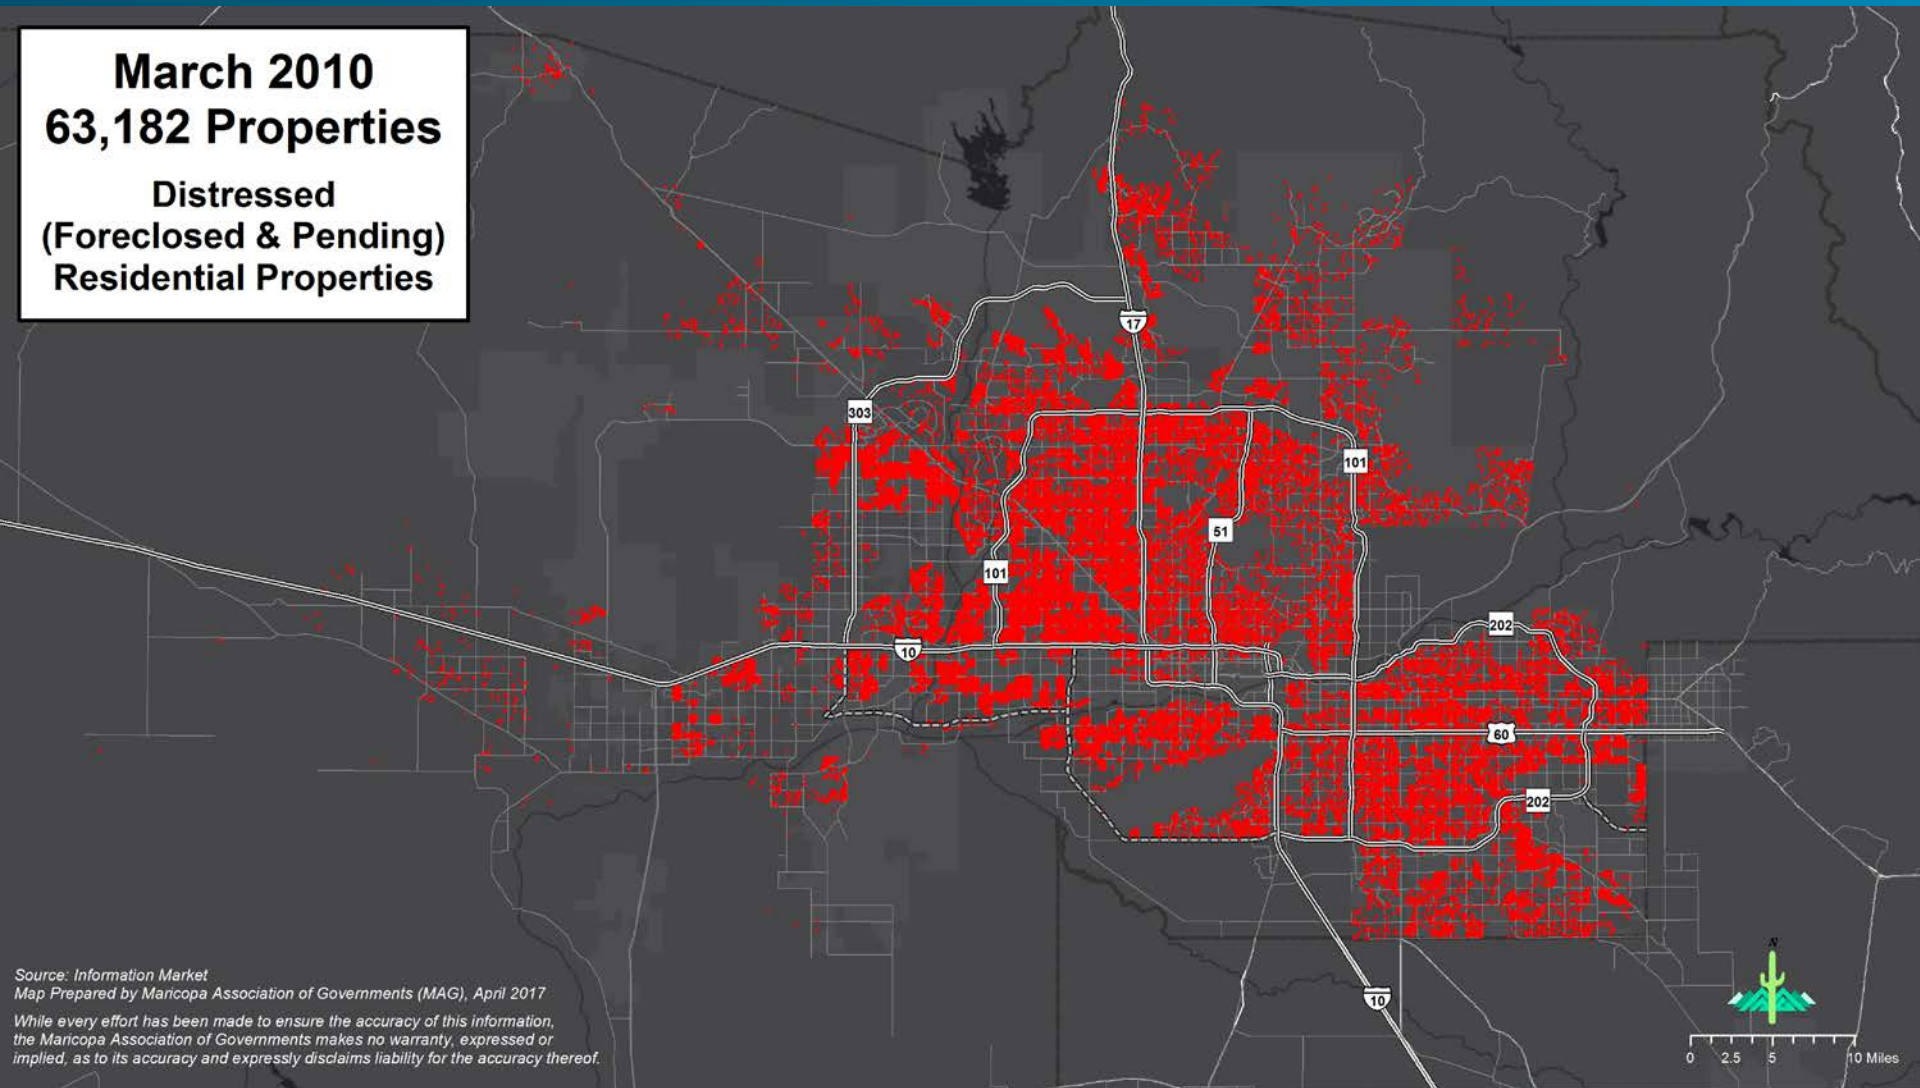 March 2010
63,182 Properties
Distressed
(Foreclosed & Pending)
Residential Properties
17
303
101
51
101
202
10
60
202
10
Source: Information Market
Map Prepared by Maricopa Association of Governments (MAG), April 2017
While every effort has been made to ensure the accuracy of this information,
the Maricopa Association of Governments makes no warranty, expressed or
implied, as to its accuracy and expressly disclaims liability for the accuracy thereof.
N
0 2.5 5 10 Miles